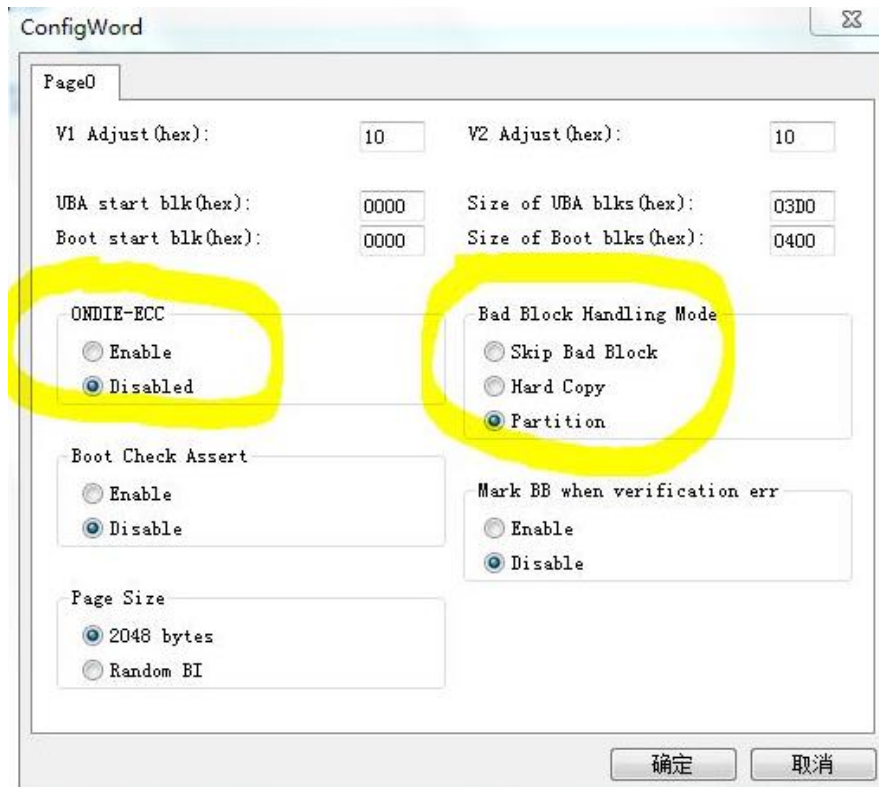 ConfigWord
Page0
V1 Adjust(hex): 10 V2 Adjust(hex): 10
UBA start blk(hex): 0000 Size of UBA blks(hex): 03D0
Boot start blk(hex): 0000 Size of Boot blks(hex): 0400
ONDIE-ECC
Enable
Disabled
Bad Block Handling Mode
Skip Bad Block
Hard Copy
Partition
Boot Check Assert
Enable
Disable
Mark BB when verification err
Enable
Disable
Page Size
2048 bytes
Random BI
确定 取消